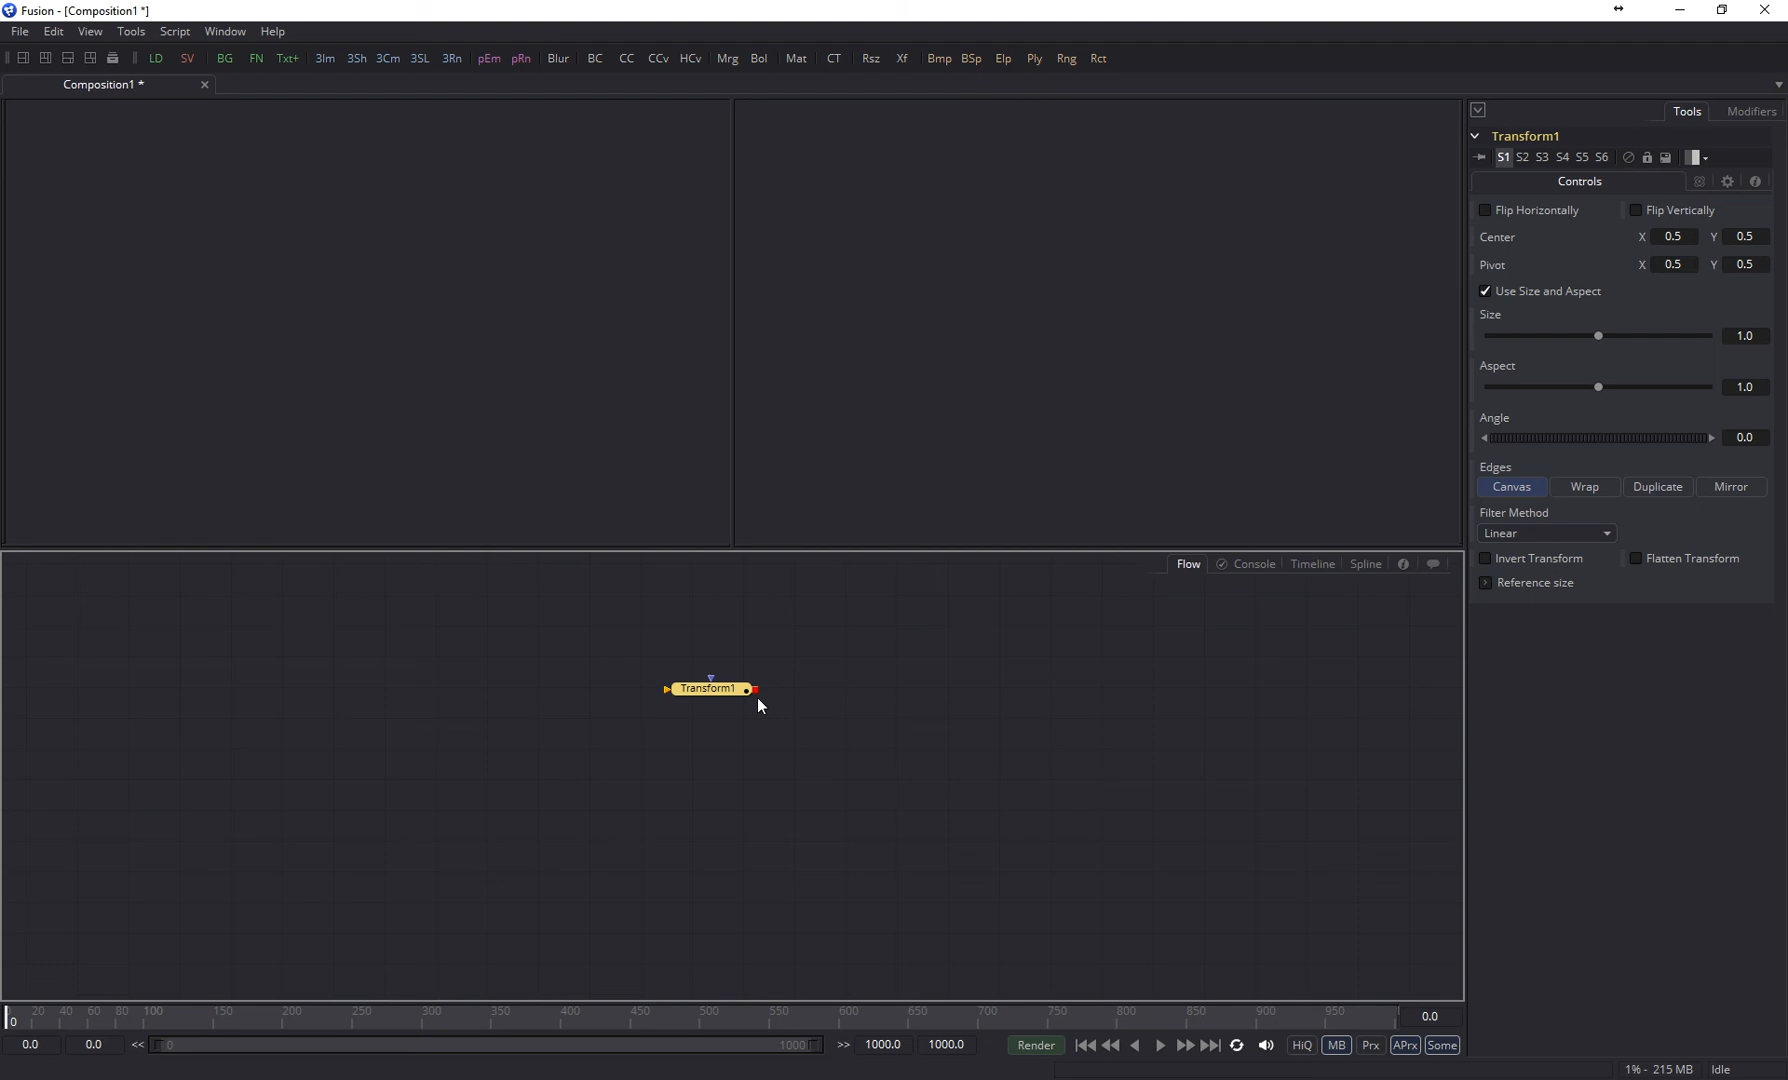 Fusion - [Composition1 *]
File Edit View Tools Script Window Help
LD SV BG FN Txt+ 3Im 3Sh 3Cm 3SL 3Rn pEm pRn Blur BC CC CCv HCv Mrg Bol Mat CT Rsz Xf Bmp BSp Elp Ply Rng Rct
Composition1 *
Tools Modifiers
Transform1
S1 S2 S3 S4 S5 S6
Controls
Flip Horizontally Flip Vertically
Center X 0.5 Y 0.5
Pivot X 0.5 Y 0.5
Use Size and Aspect
Size
1.0
Aspect
1.0
Angle
0.0
Edges
Canvas Wrap Duplicate Mirror
Filter Method
Linear
Invert Transform Flatten Transform
Reference size
Flow Console Timeline Spline
Transform1
0 20 40 60 80 100 150 200 250 300 350 400 450 500 550 600 650 700 750 800 850 900 950 0.0
0.0 0.0 << 0 1000 >> 1000.0 1000.0 Render HiQ MB Prx APrx Some
1% - 215 MB Idle